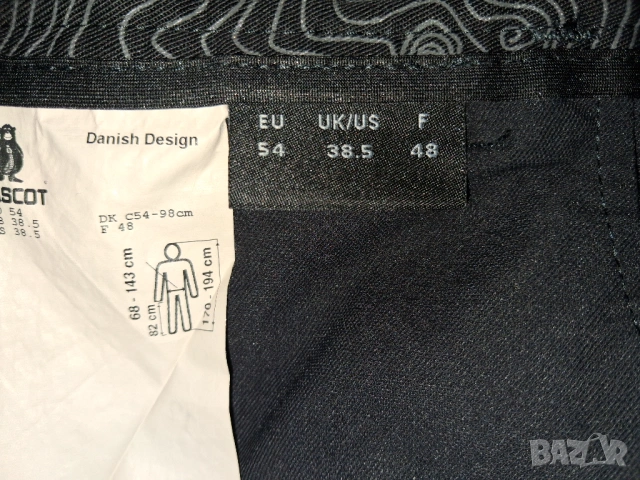 EU UK/US F
54 38.5 48
Danish Design
ASCOT
54
38.5
S 38.5
DK C54-98cm
F 48
68 - 143 cm
82 cm
170 - 194 cm
BAZAR